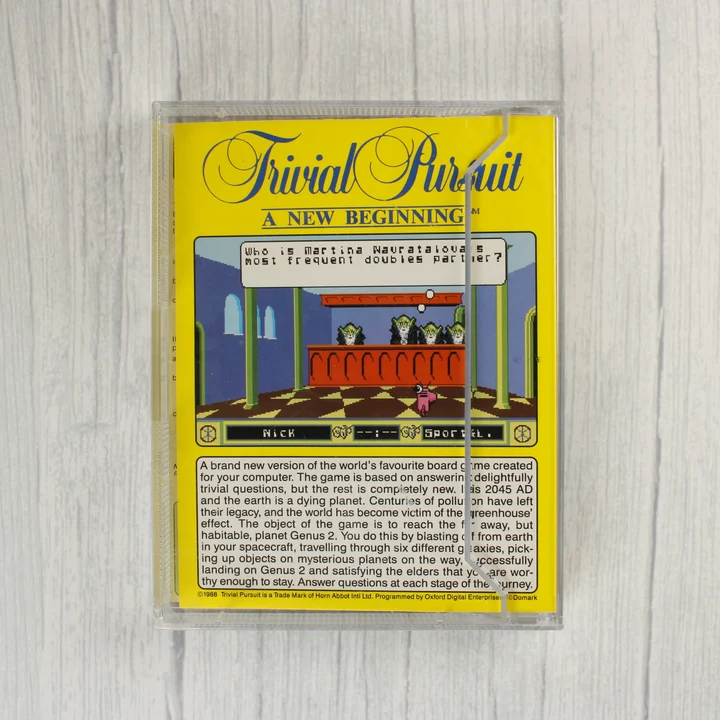 Trivial Pursuit
A NEW BEGINNING™
Who is Martina Navratalova's
most frequent doubles partner?
Nick --:-- Sport&L.
A brand new version of the world's favourite board game created
for your computer. The game is based on answering delightfully
trivial questions, but the rest is completely new. It is 2045 AD
and the earth is a dying planet. Centuries of pollution have left
their legacy, and the world has become victim of the 'greenhouse'
effect. The object of the game is to reach the far away, but
habitable, planet Genus 2. You do this by blasting off from earth
in your spacecraft, travelling through six different galaxies, pick-
ing up objects on mysterious planets on the way, successfully
landing on Genus 2 and satisfying the elders that you are wor-
thy enough to stay. Answer questions at each stage of the journey.
©1988 Trivial Pursuit is a Trade Mark of Horn Abbot Intl Ltd. Programmed by Oxford Digital Enterprises ©Domark